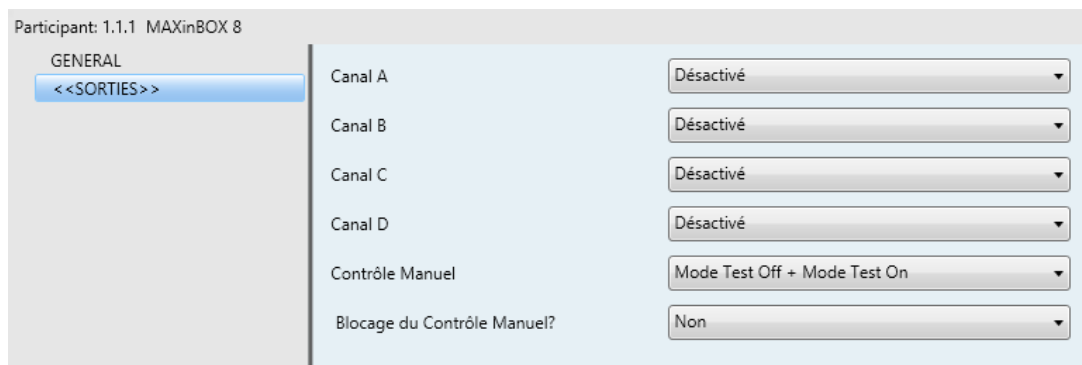 Participant: 1.1.1 MAXinBOX 8
GENERAL
<<SORTIES>>
Canal A Désactivé
Canal B Désactivé
Canal C Désactivé
Canal D Désactivé
Contrôle Manuel Mode Test Off + Mode Test On
Blocage du Contrôle Manuel? Non